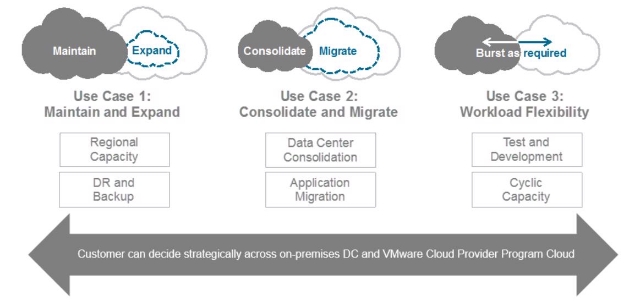 Maintain
Expand
Consolidate
Migrate
Burst as required
Use Case 1:
Maintain and Expand
Use Case 2:
Consolidate and Migrate
Use Case 3:
Workload Flexibility
Regional
Capacity
Data Center
Consolidation
Test and
Development
DR and
Backup
Application
Migration
Cyclic
Capacity
Customer can decide strategically across on-premises DC and VMware Cloud Provider Program Cloud